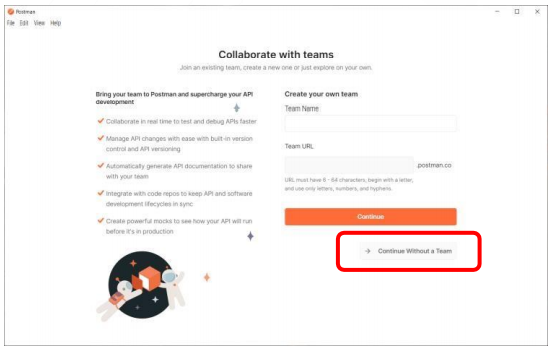 Postman
File Edit View Help
Collaborate with teams
Join an existing team, create a new one or just explore on your own.
Bring your team to Postman and supercharge your API
development
Collaborate in real time to test and debug APIs faster
Manage API changes with ease with built-in version
control and API versioning
Automatically generate API documentation to share
with your team
Integrate with code repos to keep API and software
development lifecycles in sync
Create powerful mocks to see how your API will run
before it's in production
Create your own team
Team Name
Team URL
.postman.co
URL must have 6 - 64 characters, begin with a letter,
and use only letters, numbers, and hyphens.
Continue
→ Continue Without a Team